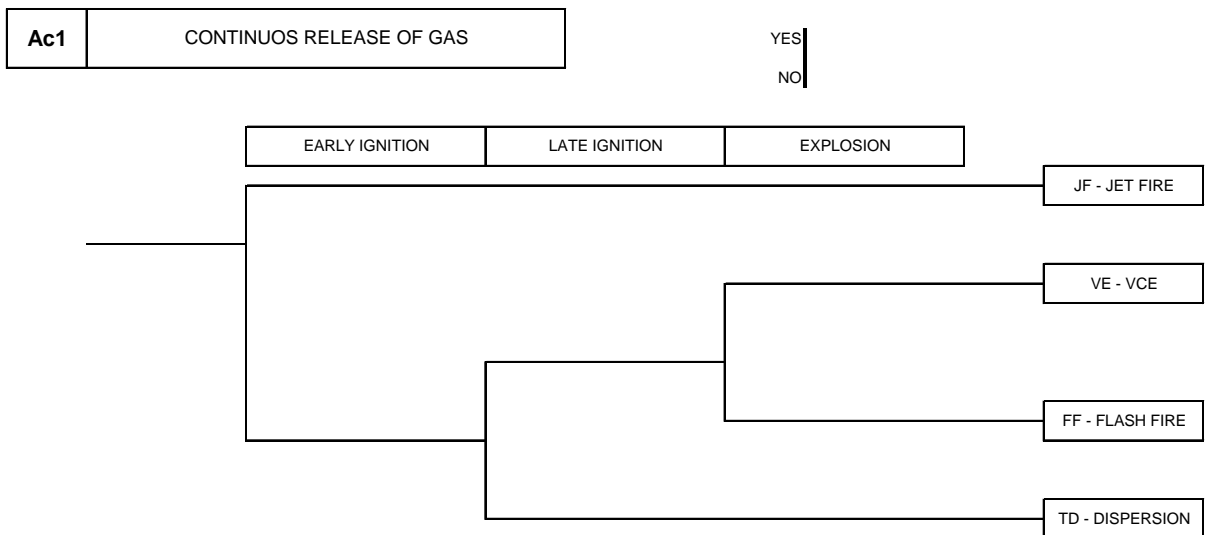 Ac1
CONTINUOS RELEASE OF GAS
YES
NO
EARLY IGNITION
LATE IGNITION
EXPLOSION
JF - JET FIRE
VE - VCE
FF - FLASH FIRE
TD - DISPERSION